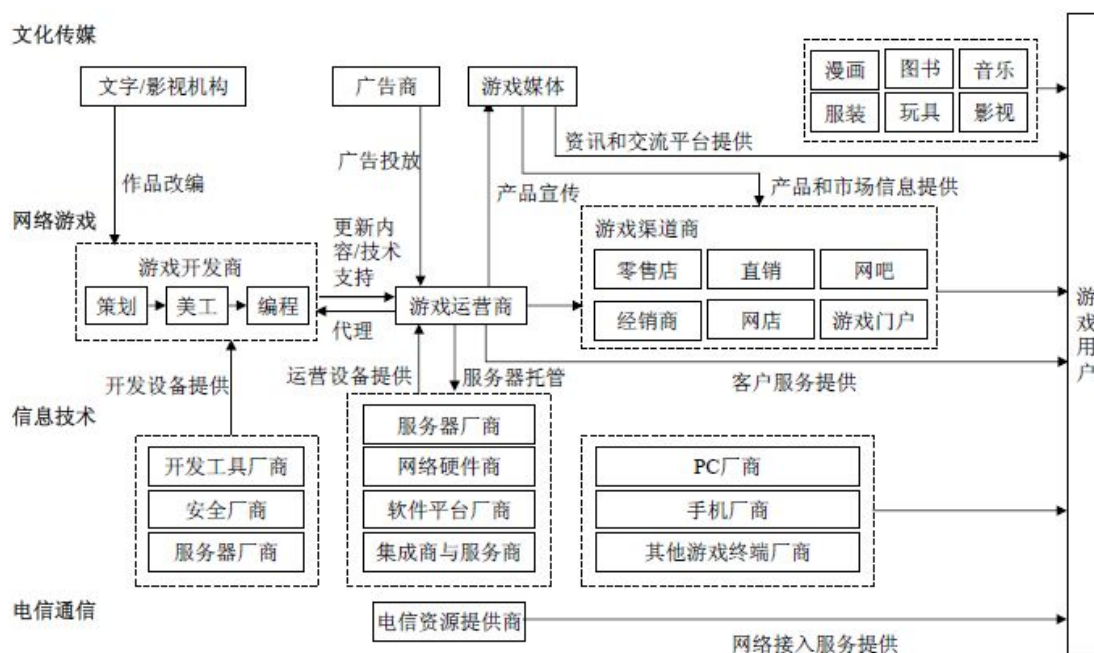 文化传媒
文字/影视机构
广告商
游戏媒体
漫画
图书
音乐
服装
玩具
影视
资讯和交流平台提供
广告投放
作品改编
产品宣传
产品和市场信息提供
网络游戏
更新内
容/技术
支持
游戏渠道商
游戏开发商
零售店
直销
网吧
策划
美工
编程
游戏运营商
经销商
网店
游戏门户
代理
游
戏
用
户
开发设备提供
运营设备提供
服务器托管
客户服务提供
信息技术
服务器厂商
开发工具厂商
网络硬件商
PC厂商
安全厂商
软件平台厂商
手机厂商
服务器厂商
集成商与服务商
其他游戏终端厂商
电信通信
电信资源提供商
网络接入服务提供